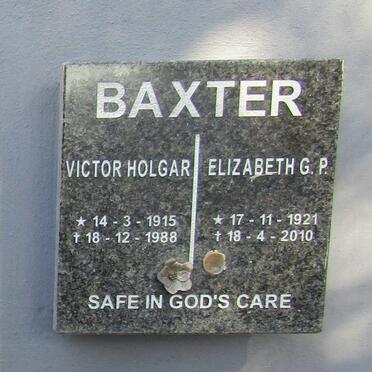 BAXTER
VICTOR HOLGAR ELIZABETH G. P.
★ 14 - 3 - 1915 ★ 17 - 11 - 1921
† 18 - 12 - 1988 † 18 - 4 - 2010
SAFE IN GOD'S CARE